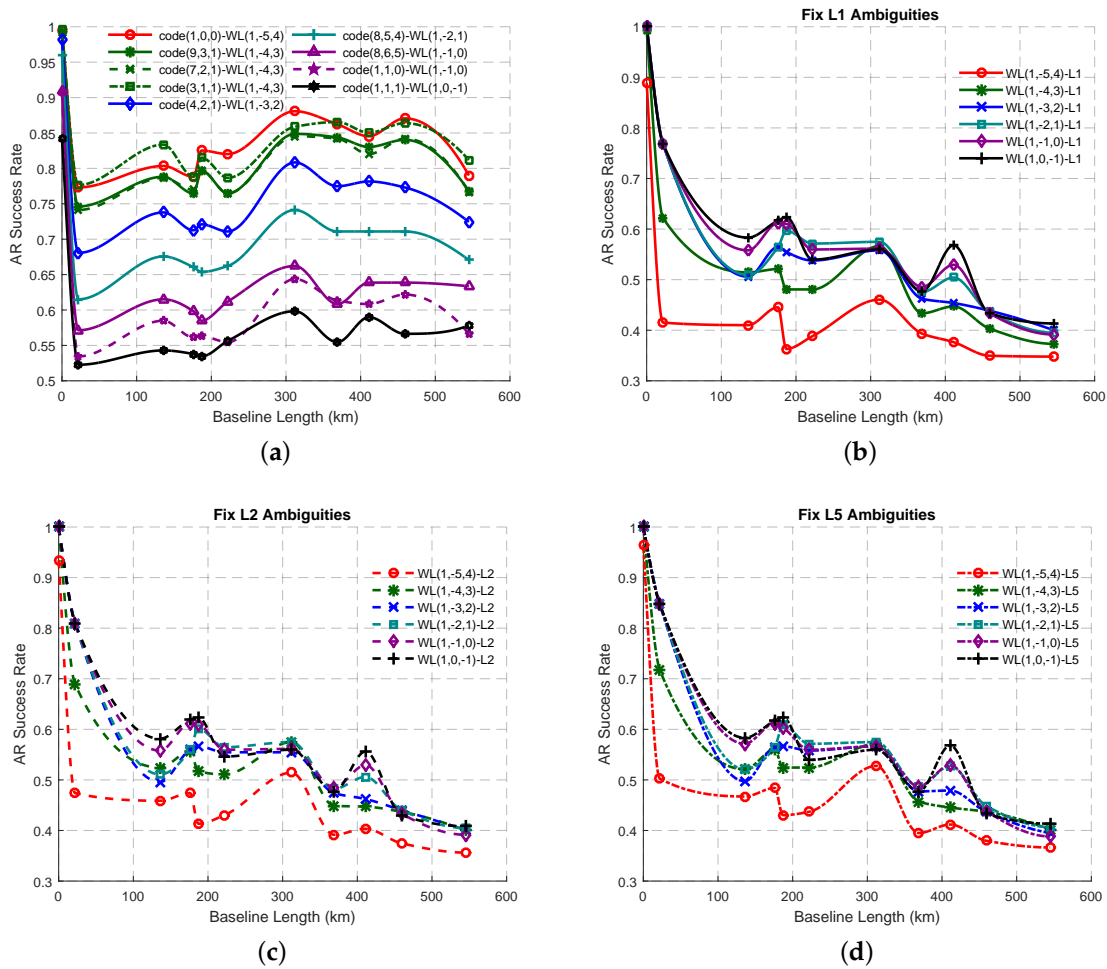 code(1,0,0)-WL(1,-5,4)
code(9,3,1)-WL(1,-4,3)
code(7,2,1)-WL(1,-4,3)
code(3,1,1)-WL(1,-4,3)
code(4,2,1)-WL(1,-3,2)
code(8,5,4)-WL(1,-2,1)
code(8,6,5)-WL(1,-1,0)
code(1,1,0)-WL(1,-1,0)
code(1,1,1)-WL(1,0,-1)
AR Success Rate
1
0.95
0.9
0.85
0.8
0.75
0.7
0.65
0.6
0.55
0.5
0 100 200 300 400 500 600
Baseline Length (km)
(a)
Fix L1 Ambiguities
WL(1,-5,4)-L1
WL(1,-4,3)-L1
WL(1,-3,2)-L1
WL(1,-2,1)-L1
WL(1,-1,0)-L1
WL(1,0,-1)-L1
AR Success Rate
1
0.9
0.8
0.7
0.6
0.5
0.4
0.3
0 100 200 300 400 500 600
Baseline Length (km)
(b)
Fix L2 Ambiguities
WL(1,-5,4)-L2
WL(1,-4,3)-L2
WL(1,-3,2)-L2
WL(1,-2,1)-L2
WL(1,-1,0)-L2
WL(1,0,-1)-L2
AR Success Rate
1
0.9
0.8
0.7
0.6
0.5
0.4
0.3
0 100 200 300 400 500 600
Baseline Length (km)
(c)
Fix L5 Ambiguities
WL(1,-5,4)-L5
WL(1,-4,3)-L5
WL(1,-3,2)-L5
WL(1,-2,1)-L5
WL(1,-1,0)-L5
WL(1,0,-1)-L5
AR Success Rate
1
0.9
0.8
0.7
0.6
0.5
0.4
0.3
0 100 200 300 400 500 600
Baseline Length (km)
(d)